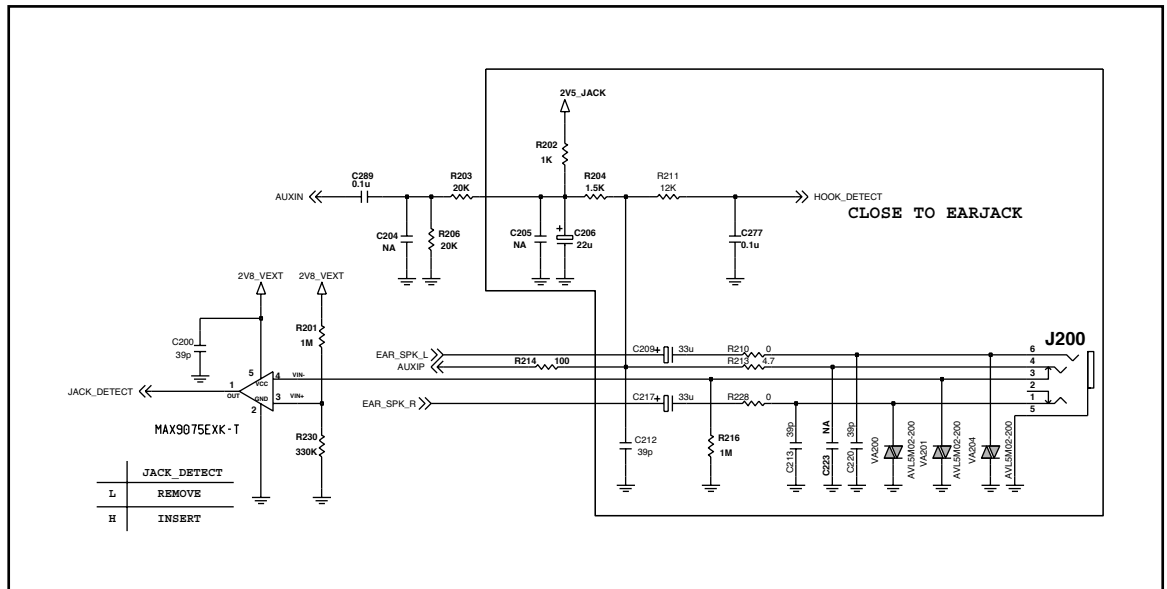 2V5_JACK
R202
1K
C289
0.1u
R203
20K
R204
1.5K
R211
12K
AUXIN
HOOK_DETECT
CLOSE TO EARJACK
C204
NA
R206
20K
C205
NA
+
C206
22u
C277
0.1u
2V8_VEXT
2V8_VEXT
C200
39p
R201
1M
J200
EAR_SPK_L
C209
+
33u
R210
0
6
AUXIP
R214
100
R213
4.7
4
3
5
VCC
4
VIN-
JACK_DETECT
1
OUT
GND
3
VIN+
2
2
EAR_SPK_R
C217
+
33u
R228
0
1
5
MAX9075EXK-T
R230
330K
C212
39p
R216
1M
C213
39p
C223
NA
C220
39p
VA200
AVL5M02-200
VA201
AVL5M02-200
VA204
AVL5M02-200
JACK_DETECT
L REMOVE
H INSERT